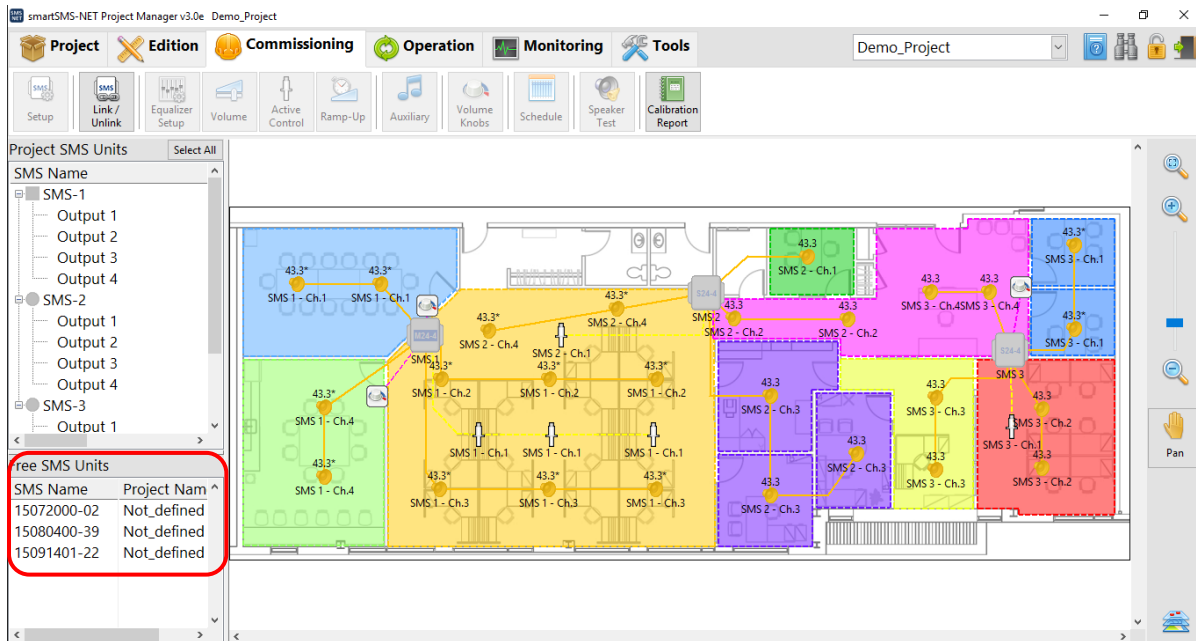 SMS NET smartSMS-NET Project Manager v3.0e Demo_Project
Project Edition Commissioning Operation Monitoring Tools Demo_Project
SMS SMS
Setup Link / Unlink Equalizer Setup Volume Active Control Ramp-Up Auxiliary Volume Knobs Schedule Speaker Test Calibration Report
Project SMS Units Select All
SMS Name
SMS-1
Output 1
Output 2
Output 3
Output 4
SMS-2
Output 1
Output 2
Output 3
Output 4
SMS-3
Output 1
Free SMS Units
SMS Name Project Nam
15072000-02 Not_defined
15080400-39 Not_defined
15091401-22 Not_defined
43.3* 43.3*
SMS 1 - Ch.1 SMS 1 - Ch.1
SMS 1
43.3*
SMS 1 - Ch.4
43.3*
SMS 1 - Ch.4
43.3* 43.3*
SMS 2 - Ch.4 SMS 2 - Ch.4
SMS 2 - Ch.1
43.3* 43.3* 43.3*
SMS 1 - Ch.2 SMS 1 - Ch.2 SMS 1 - Ch.2
SMS 1 - Ch.1 SMS 1 - Ch.1 SMS 1 - Ch.1
43.3* 43.3* 43.3*
SMS 1 - Ch.3 SMS 1 - Ch.3 SMS 1 - Ch.3
S24-4
SMS 2
43.3
SMS 2 - Ch.1
43.3 43.3
SMS 2 - Ch.2 SMS 2 - Ch.2
43.3 43.3
SMS 3 - Ch.4 SMS 3 - Ch.4
43.3*
SMS 3 - Ch.1
43.3*
SMS 3 - Ch.1
S24-4
SMS 3
43.3
SMS 2 - Ch.3
43.3
SMS 2 - Ch.3
43.3
SMS 2 - Ch.3
43.3
SMS 3 - Ch.3
43.3
SMS 3 - Ch.3
43.3
SMS 3 - Ch.2
SMS 3 - Ch.1
43.3
SMS 3 - Ch.2
Pan